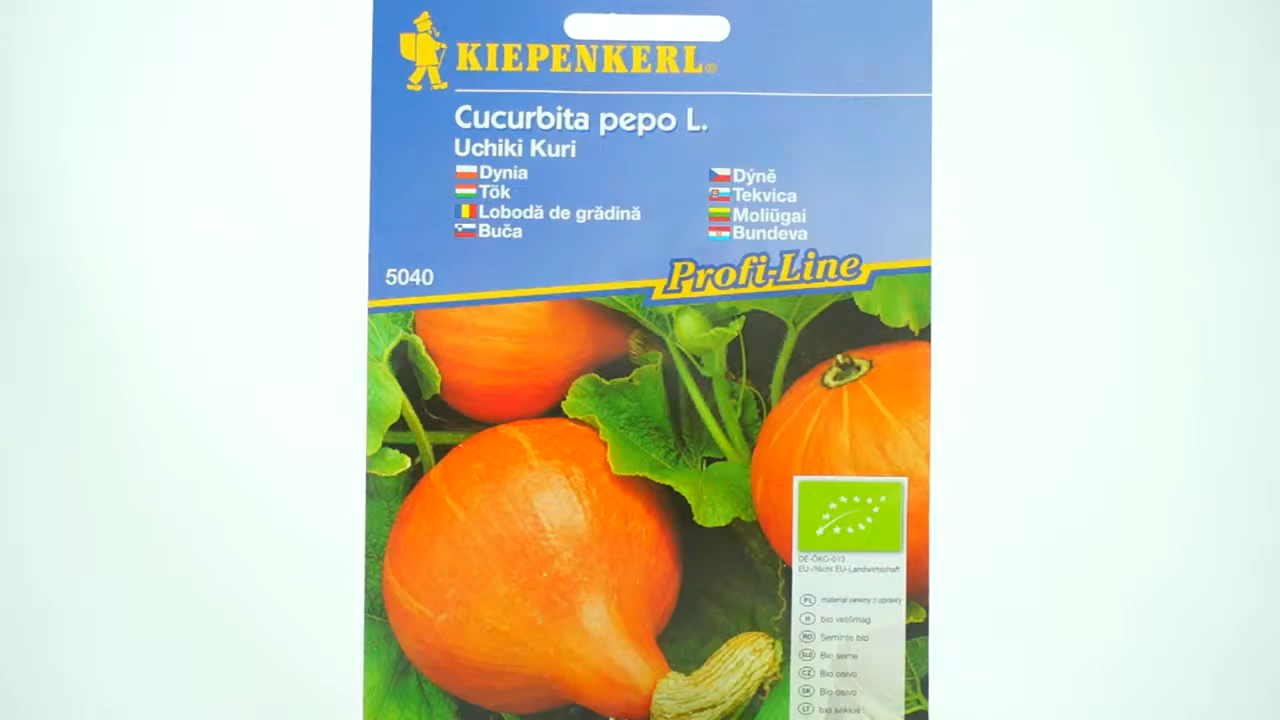 KIEPENKERL®
Cucurbita pepo L.
Uchiki Kuri
Dynia
Tök
Lobodă de grădină
Buča
Dýně
Tekvica
Moliūgai
Bundeva
5040
Profi-Line
DE-ÖKO-013
EU-/Nicht EU-Landwirtschaft
PL materiał siewny z uprawy
H bio vetőmag
RO Seminţe bio
SLO Bio seme
CZ Bio osivo
SK Bio osivo
LT bio sėklos